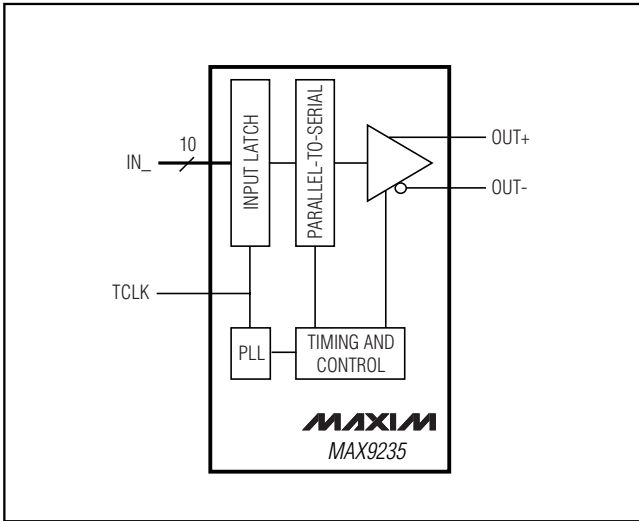 10
IN_
INPUT LATCH
PARALLEL-TO-SERIAL
OUT+
OUT-
TCLK
PLL
TIMING AND
CONTROL
MAXIM
MAX9235